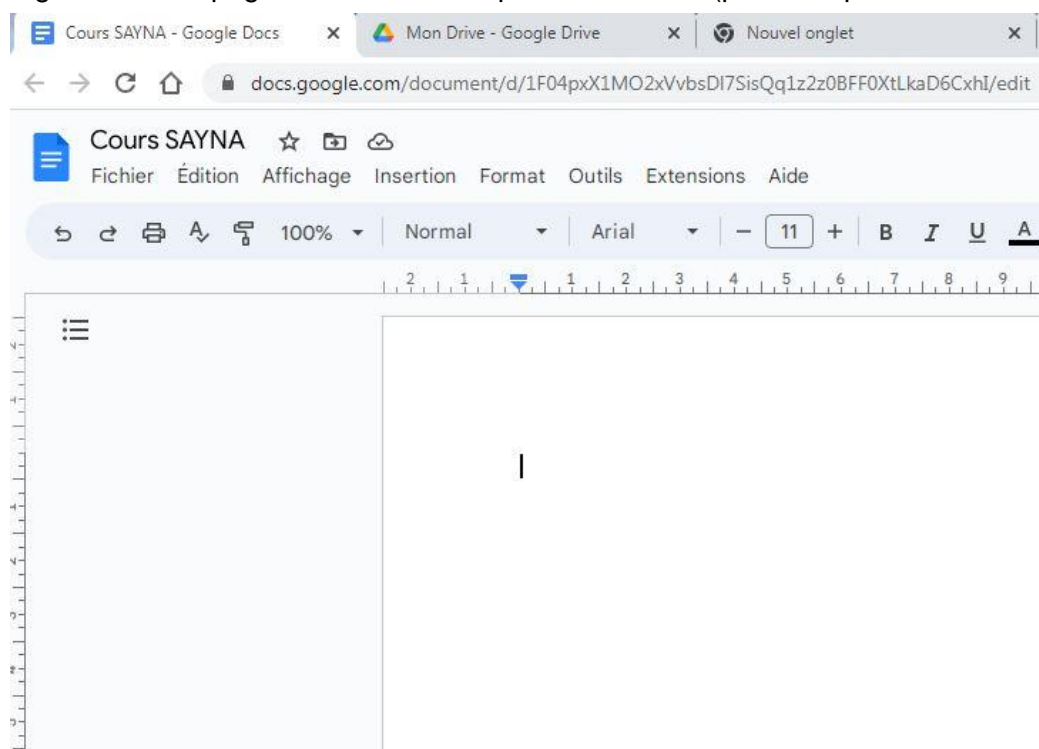 Cours SAYNA - Google Docs × Mon Drive - Google Drive × Nouvel onglet ×
docs.google.com/document/d/1F04pxX1MO2xVvbsDl7SisQq1z2z0BFF0XtLkaD6CxhI/edit
Cours SAYNA
Fichier Édition Affichage Insertion Format Outils Extensions Aide
100% Normal Arial − 11 + B I U A
2 1 1 2 3 4 5 6 7 8 9